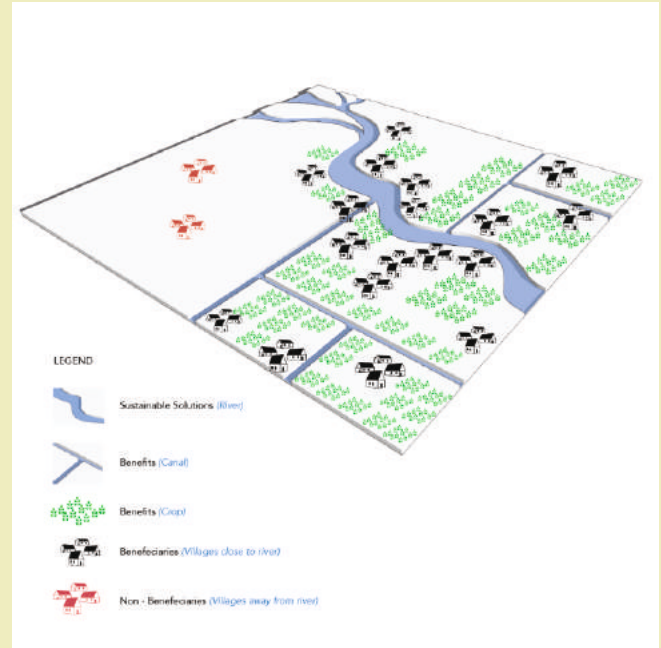 LEGEND
Sustainable Solutions (River)
Benefits (Canal)
Benefits (Crop)
Benefeciaries (Villages close to river)
Non - Benefeciaries (Villages away from river)